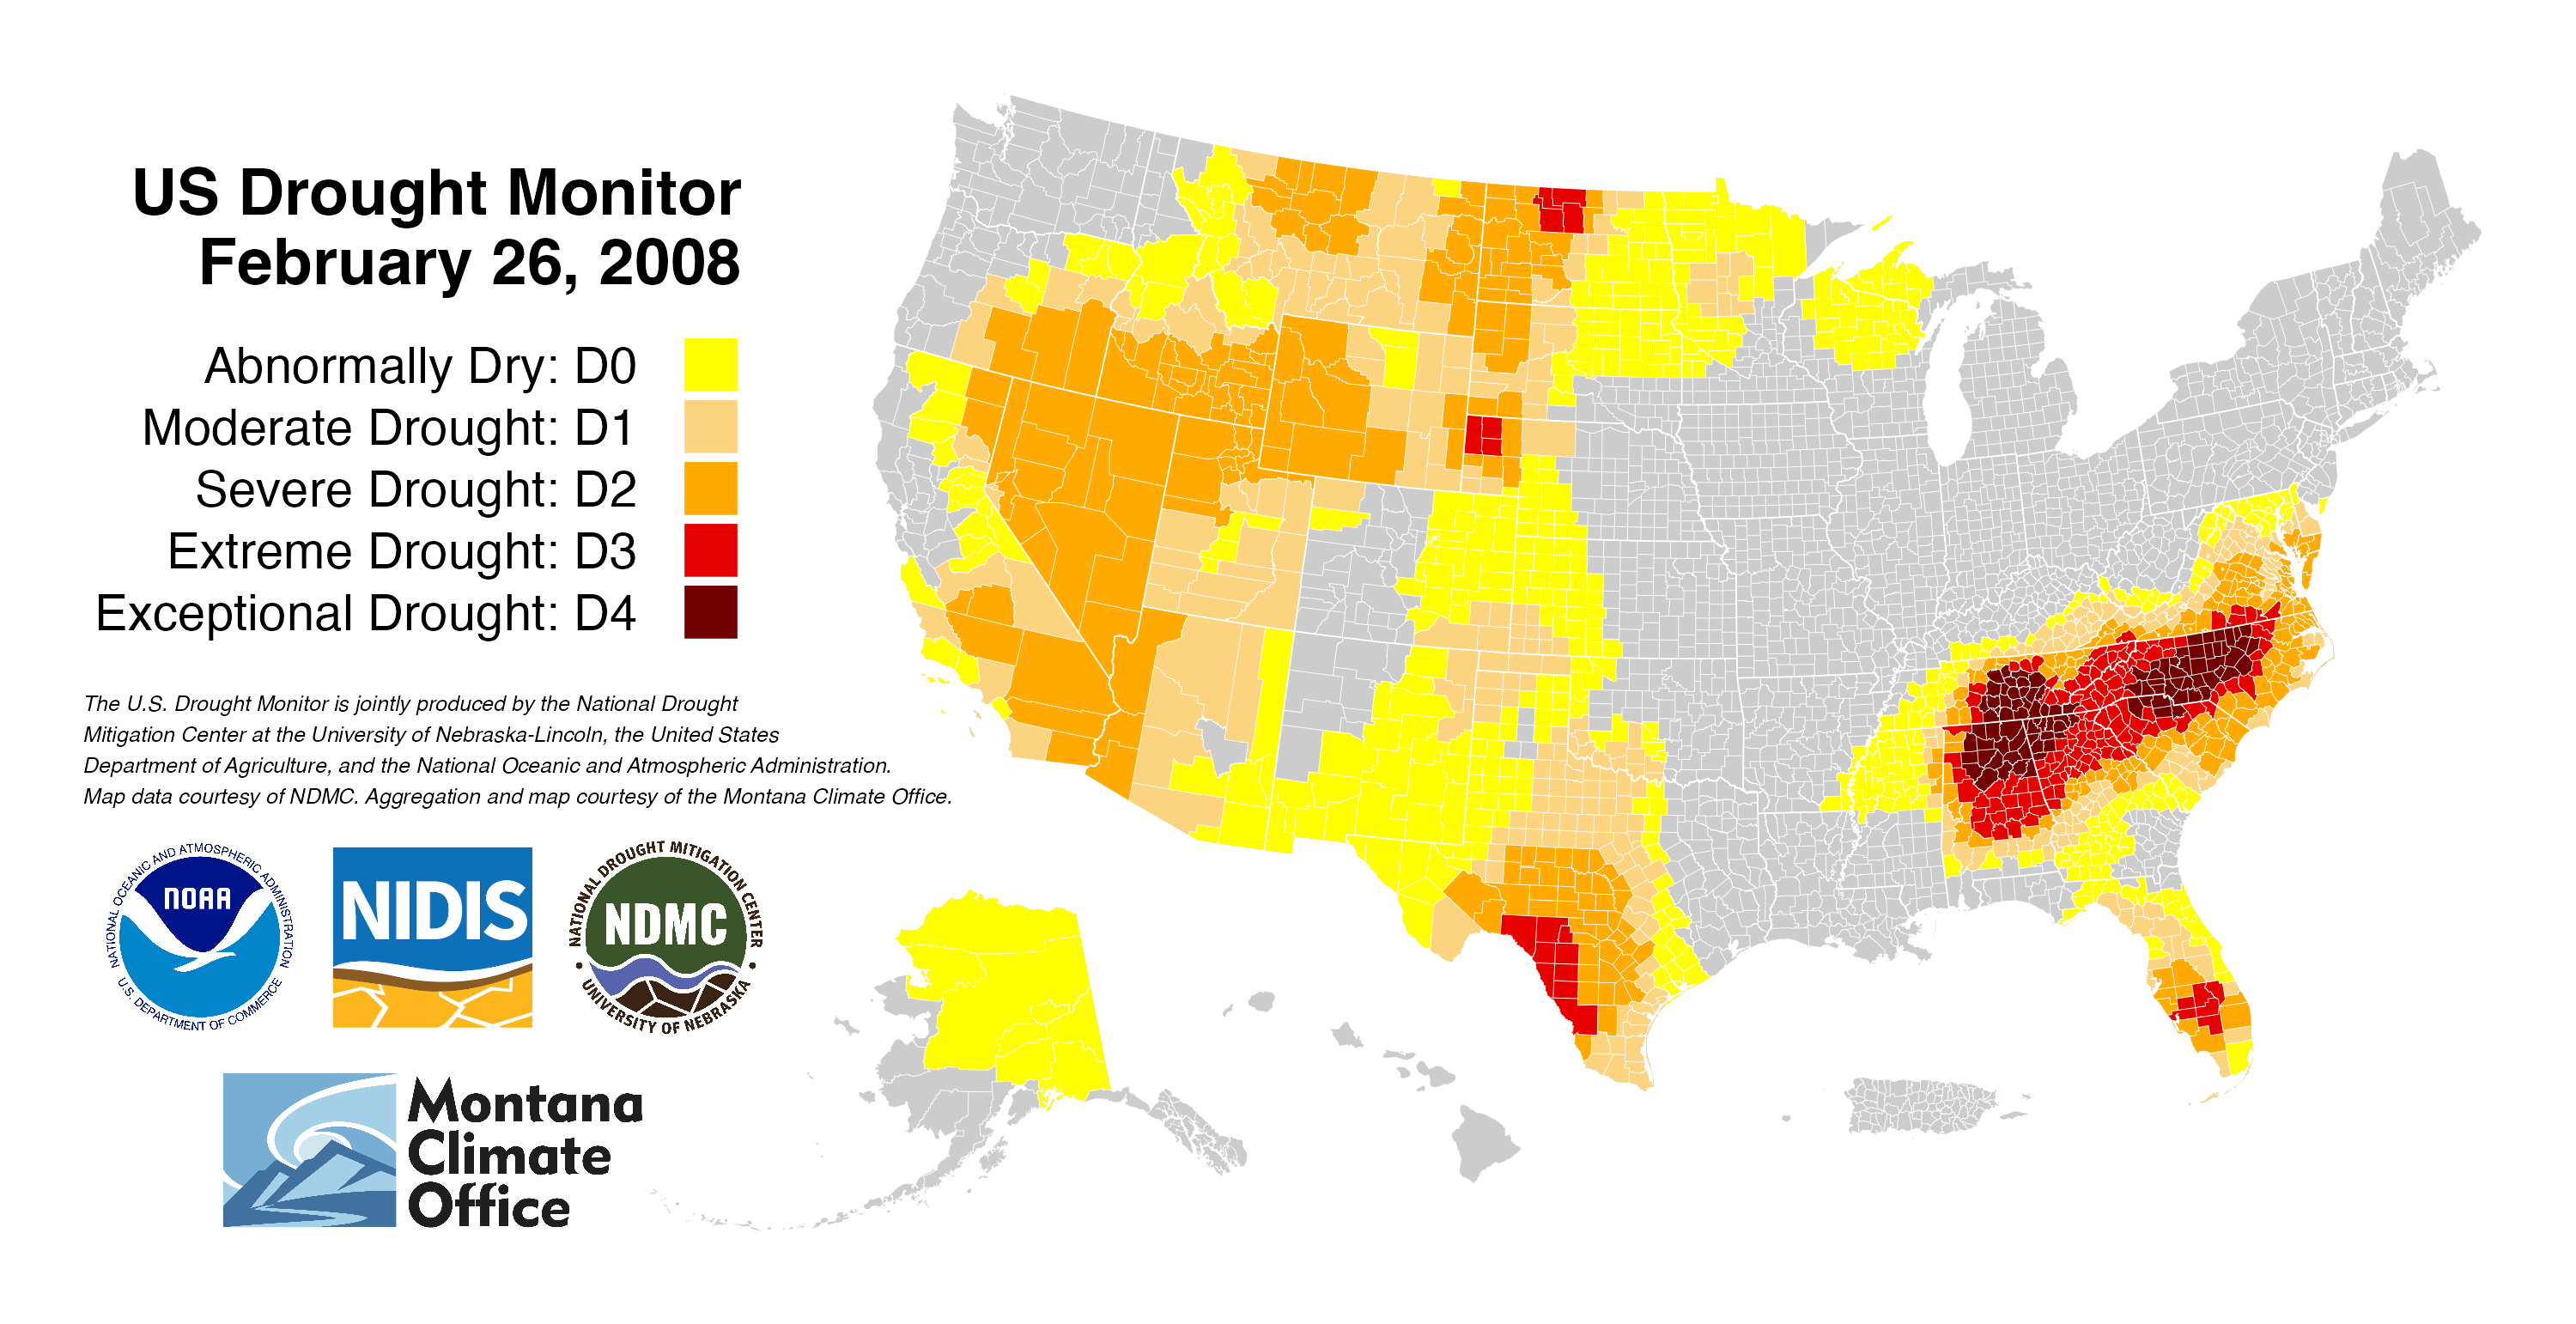 US Drought Monitor
February 26, 2008
Abnormally Dry: D0
Moderate Drought: D1
Severe Drought: D2
Extreme Drought: D3
Exceptional Drought: D4
The U.S. Drought Monitor is jointly produced by the National Drought
Mitigation Center at the University of Nebraska-Lincoln, the United States
Department of Agriculture, and the National Oceanic and Atmospheric Administration.
Map data courtesy of NDMC. Aggregation and map courtesy of the Montana Climate Office.
NATIONAL OCEANIC AND ATMOSPHERIC ADMINISTRATION
NOAA
U.S. DEPARTMENT OF COMMERCE
NIDIS
NATIONAL DROUGHT MITIGATION CENTER
NDMC
UNIVERSITY OF NEBRASKA
Montana
Climate
Office